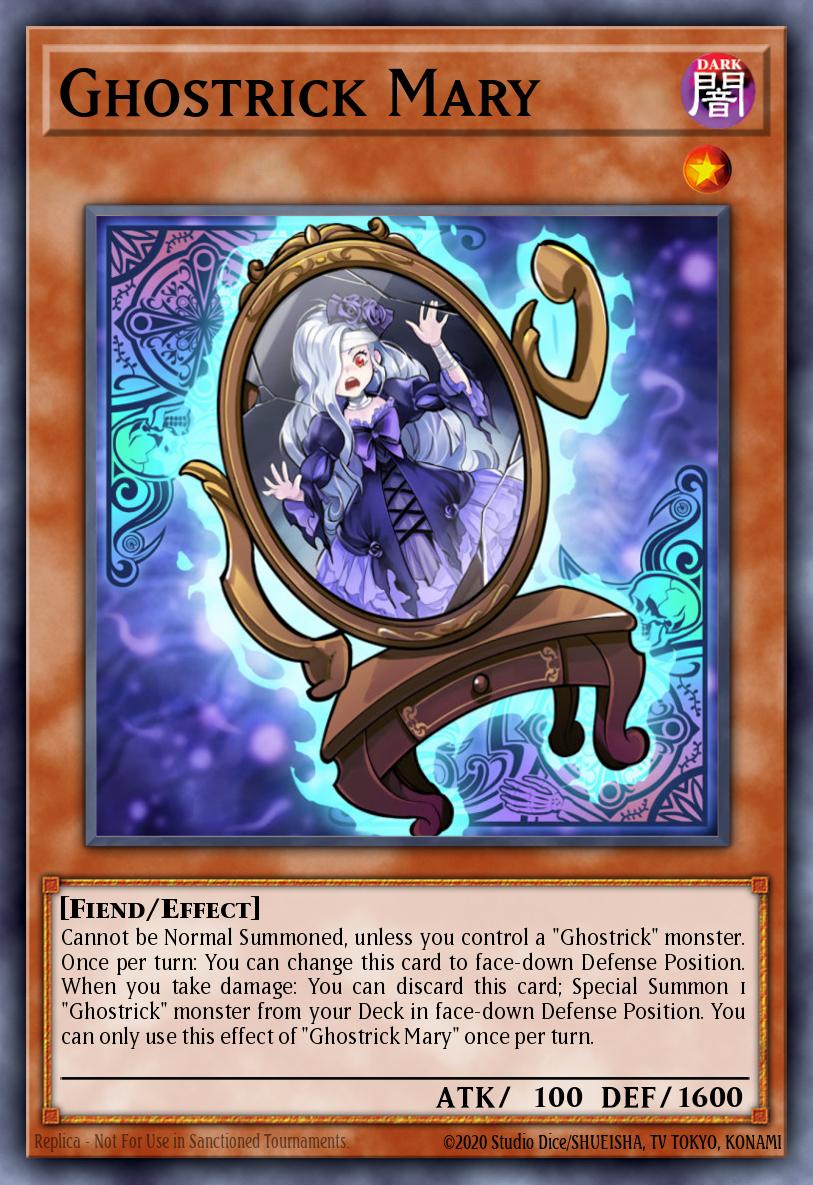 Ghostrick Mary
DARK
闇
[Fiend/Effect]
Cannot be Normal Summoned, unless you control a "Ghostrick" monster.
Once per turn: You can change this card to face-down Defense Position.
When you take damage: You can discard this card; Special Summon 1
"Ghostrick" monster from your Deck in face-down Defense Position. You
can only use this effect of "Ghostrick Mary" once per turn.
ATK/ 100 DEF/1600
Replica - Not For Use in Sanctioned Tournaments.
©2020 Studio Dice/SHUEISHA, TV TOKYO, KONAMI